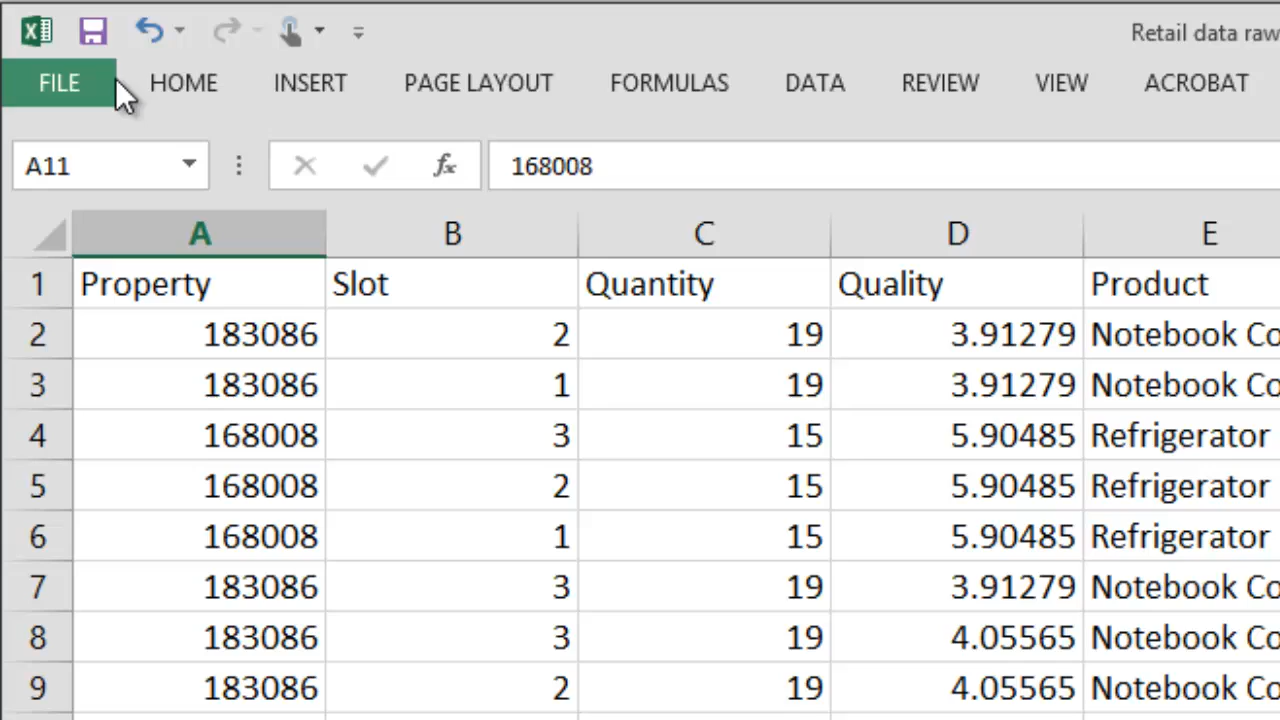 Retail data raw
FILE HOME INSERT PAGE LAYOUT FORMULAS DATA REVIEW VIEW ACROBAT
A11 fx 168008
A B C D E
1 Property Slot Quantity Quality Product
2 183086 2 19 3.91279 Notebook Co
3 183086 1 19 3.91279 Notebook Co
4 168008 3 15 5.90485 Refrigerator
5 168008 2 15 5.90485 Refrigerator
6 168008 1 15 5.90485 Refrigerator
7 183086 3 19 3.91279 Notebook Co
8 183086 3 19 4.05565 Notebook Co
9 183086 2 19 4.05565 Notebook Co